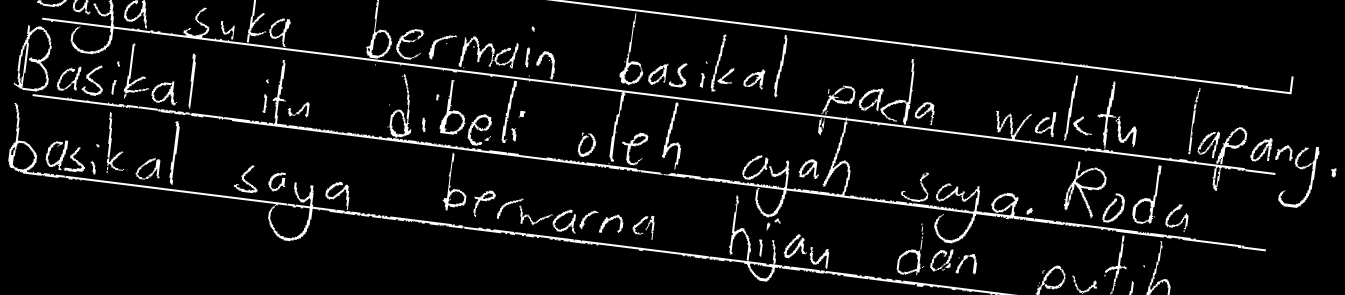 Saya suka bermain basikal pada waktu lapang.
Basikal itu dibeli oleh ayah saya. Roda
basikal saya berwarna hijau dan putih